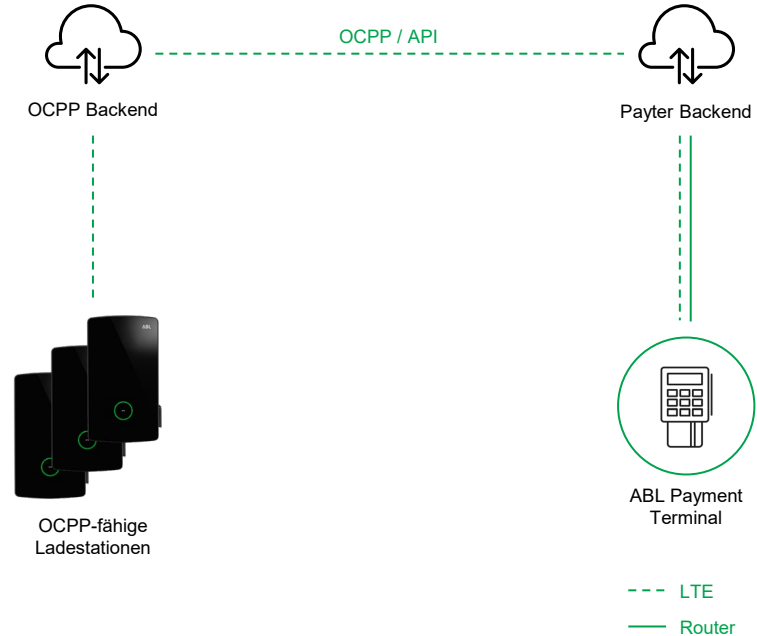 OCPP / API
OCPP Backend
Payter Backend
ABL
OCPP-fähige
Ladestationen
ABL Payment
Terminal
LTE
Router